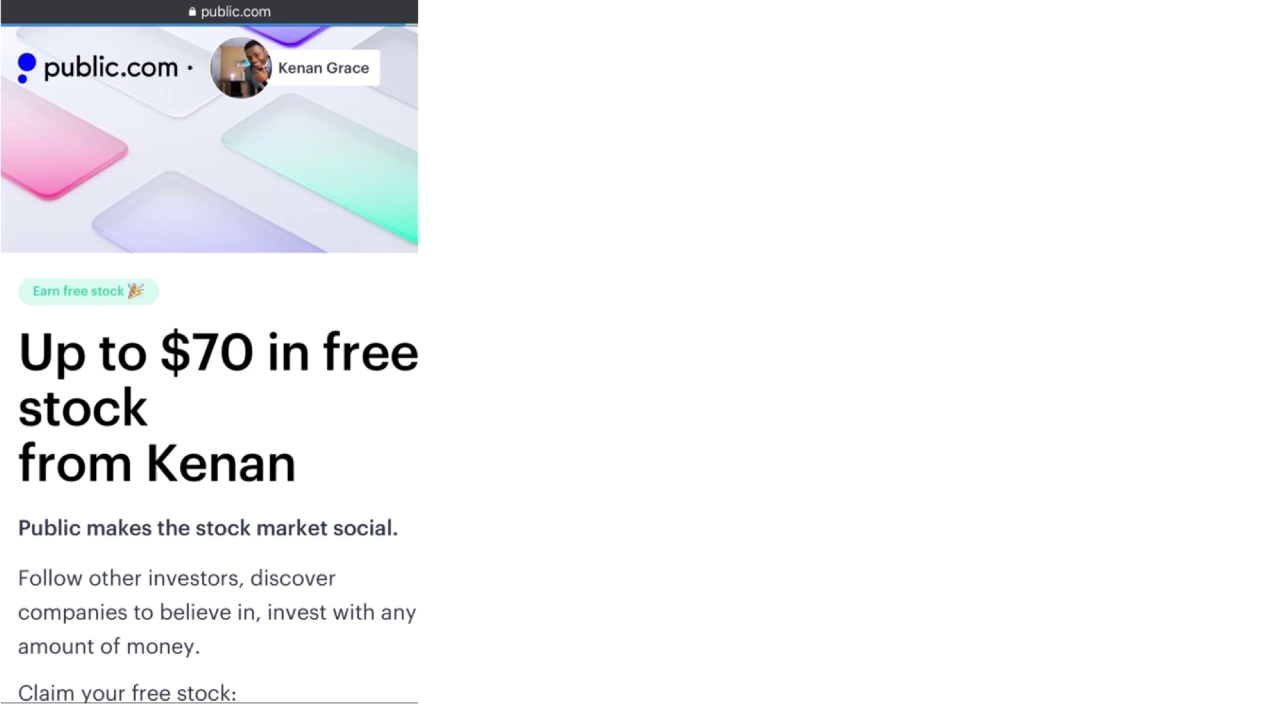 public.com
public.com · Kenan Grace
Earn free stock 🎉
Up to $70 in free
stock
from Kenan
Public makes the stock market social.
Follow other investors, discover
companies to believe in, invest with any
amount of money.
Claim your free stock: